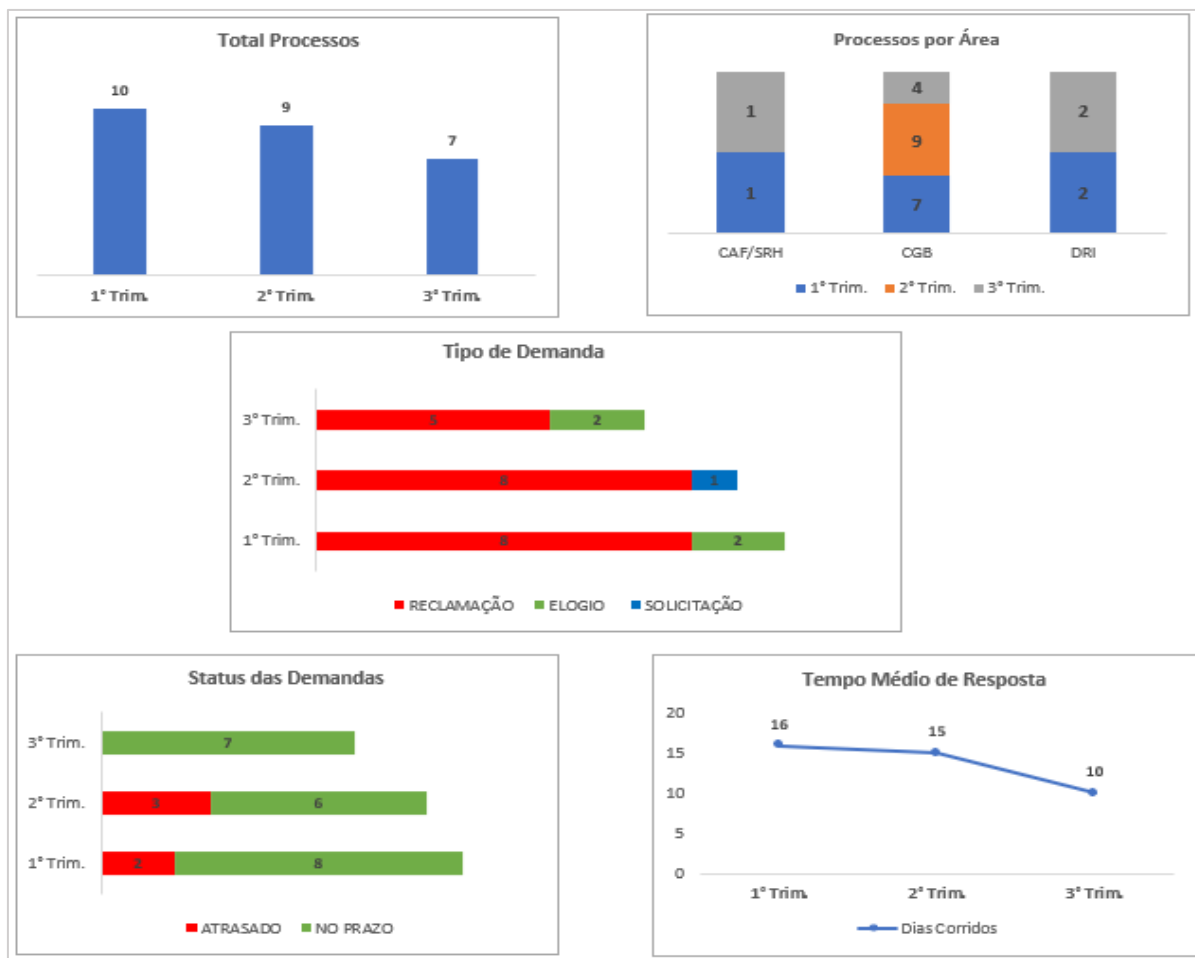 Total Processos
10
9
7
1° Trim.
2° Trim.
3° Trim.
Processos por Área
1
4
2
9
1
7
2
CAF/SRH
CGB
DRI
1° Trim. 2° Trim. 3° Trim.
Tipo de Demanda
3° Trim. 5 2
2° Trim. 8 1
1° Trim. 8 2
RECLAMAÇÃO ELOGIO SOLICITAÇÃO
Status das Demandas
3° Trim. 7
2° Trim. 3 6
1° Trim. 2 8
ATRASADO NO PRAZO
Tempo Médio de Resposta
20
15
10
5
0
16
15
10
1° Trim.
2° Trim.
3° Trim.
Dias Corridos